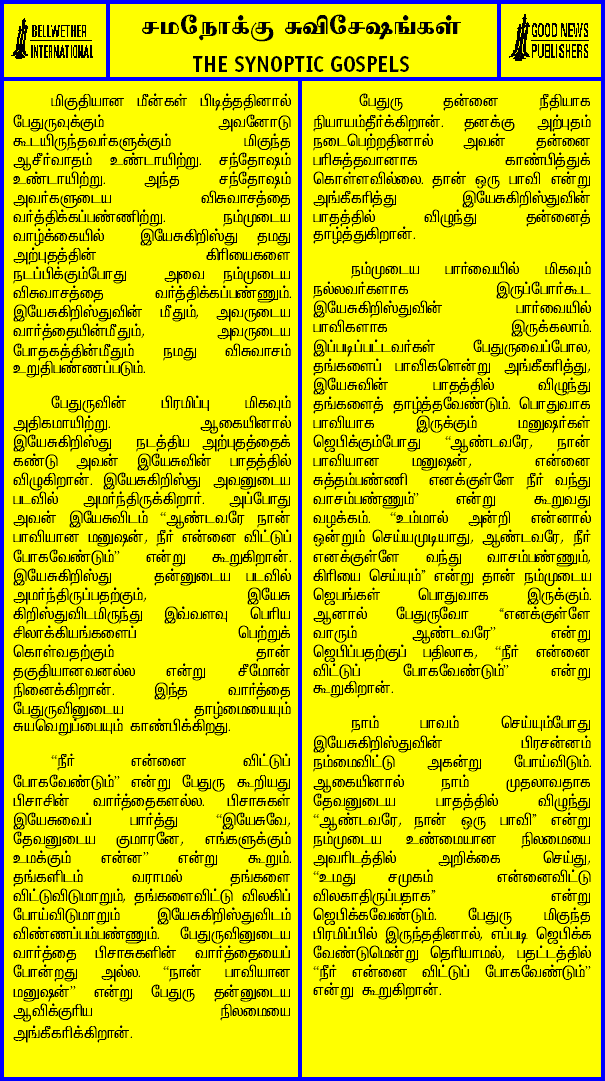 BELLWETHER
INTERNATIONAL
சமநோக்கு சுவிசேஷங்கள்
THE SYNOPTIC GOSPELS
GOOD NEWS
PUBLISHERS
மிகுதியான மீன்கள் பிடித்ததினால்
பேதுருவுக்கும் அவனோடு
கூடயிருந்தவர்களுக்கும் மிகுந்த
ஆசீர்வாதம் உண்டாயிற்று. சந்தோஷம்
உண்டாயிற்று. அந்த சந்தோஷம்
அவர்களுடைய விசுவாசத்தை
வர்த்திக்கப்பண்ணிற்று. நம்முடைய
வாழ்க்கையில் இயேசுகிறிஸ்து தமது
அற்புதத்தின் கிரியைகளை
நடப்பிக்கும்போது அவை நம்முடைய
விசுவாசத்தை வர்த்திக்கப்பண்ணும்.
இயேசுகிறிஸ்துவின் மீதும், அவருடைய
வார்த்தையின்மீதும், அவருடைய
போதகத்தின்மீதும் நமது விசுவாசம்
உறுதிபண்ணப்படும்.
பேதுருவின் பிரமிப்பு மிகவும்
அதிகமாயிற்று. ஆகையினால்
இயேசுகிறிஸ்து நடத்திய அற்புதத்தைக்
கண்டு அவன் இயேசுவின் பாதத்தில்
விழுகிறான். இயேசுகிறிஸ்து அவனுடைய
படவில் அமர்ந்திருக்கிறார். அப்போது
அவன் இயேசுவிடம் “ஆண்டவரே நான்
பாவியான மனுஷன், நீர் என்னை விட்டுப்
போகவேண்டும்” என்று கூறுகிறான்.
இயேசுகிறிஸ்து தன்னுடைய படவில்
அமர்ந்திருப்பதற்கும், இயேசு
கிறிஸ்துவிடமிருந்து இவ்வளவு பெரிய
சிலாக்கியங்களைப் பெற்றுக்
கொள்வதற்கும் தான்
தகுதியானவனல்ல என்று சீமோன்
நினைக்கிறான். இந்த வார்த்தை
பேதுருவினுடைய தாழ்மையையும்
சுயவெறுப்பையும் காண்பிக்கிறது.
“நீர் என்னை விட்டுப்
போகவேண்டும்” என்று பேதுரு கூறியது
பிசாசின் வார்த்தைகளல்ல. பிசாசுகள்
இயேசுவைப் பார்த்து “இயேசுவே,
தேவனுடைய குமாரனே, எங்களுக்கும்
உமக்கும் என்ன” என்று கூறும்.
தங்களிடம் வராமல் தங்களை
விட்டுவிடுமாறும், தங்களைவிட்டு விலகிப்
போய்விடுமாறும் இயேசுகிறிஸ்துவிடம்
விண்ணப்பம்பண்ணும். பேதுருவினுடைய
வார்த்தை பிசாசுகளின் வார்த்தையைப்
போன்றது அல்ல. “நான் பாவியான
மனுஷன்” என்று பேதுரு தன்னுடைய
ஆவிக்குரிய நிலமையை
அங்கீகரிக்கிறான்.
பேதுரு தன்னை நீதியாக
நியாயம்தீர்க்கிறான். தனக்கு அற்புதம்
நடைபெற்றதினால் அவன் தன்னை
பரிசுத்தவானாக காண்பித்துக்
கொள்ளவில்லை. தான் ஒரு பாவி என்று
அங்கீகரித்து இயேசுகிறிஸ்துவின்
பாதத்தில் விழுந்து தன்னைத்
தாழ்த்துகிறான்.
நம்முடைய பார்வையில் மிகவும்
நல்லவர்களாக இருப்போர்கூட
இயேசுகிறிஸ்துவின் பார்வையில்
பாவிகளாக இருக்கலாம்.
இப்படிப்பட்டவர்கள் பேதுருவைப்போல,
தங்களைப் பாவிகளென்று அங்கீகரித்து,
இயேசுவின் பாதத்தில் விழுந்து
தங்களைத் தாழ்த்தவேண்டும். பொதுவாக
பாவியாக இருக்கும் மனுஷர்கள்
ஜெபிக்கும்போது “ஆண்டவரே, நான்
பாவியான மனுஷன், என்னை
சுத்தம்பண்ணி எனக்குள்ளே நீர் வந்து
வாசம்பண்ணும்” என்று கூறுவது
வழக்கம். “உம்மால் அன்றி என்னால்
ஒன்றும் செய்யமுடியாது, ஆண்டவரே, நீர்
எனக்குள்ளே வந்து வாசம்பண்ணும்,
கிரியை செய்யும்” என்று தான் நம்முடைய
ஜெபங்கள் பொதுவாக இருக்கும்.
ஆனால் பேதுருவோ “எனக்குள்ளே
வாரும் ஆண்டவரே” என்று
ஜெபிப்பதற்குப் பதிலாக, “நீர் என்னை
விட்டுப் போகவேண்டும்” என்று
கூறுகிறான்.
நாம் பாவம் செய்யும்போது
இயேசுகிறிஸ்துவின் பிரசன்னம்
நம்மைவிட்டு அகன்று போய்விடும்.
ஆகையினால் நாம் முதலாவதாக
தேவனுடைய பாதத்தில் விழுந்து
“ஆண்டவரே, நான் ஒரு பாவி” என்று
நம்முடைய உண்மையான நிலமையை
அவரிடத்தில் அறிக்கை செய்து,
“உமது சமுகம் என்னைவிட்டு
விலகாதிருப்பதாக” என்று
ஜெபிக்கவேண்டும். பேதுரு மிகுந்த
பிரமிப்பில் இருந்ததினால், எப்படி ஜெபிக்க
வேண்டுமென்று தெரியாமல், பதட்டத்தில்
“நீர் என்னை விட்டுப் போகவேண்டும்”
என்று கூறுகிறான்.